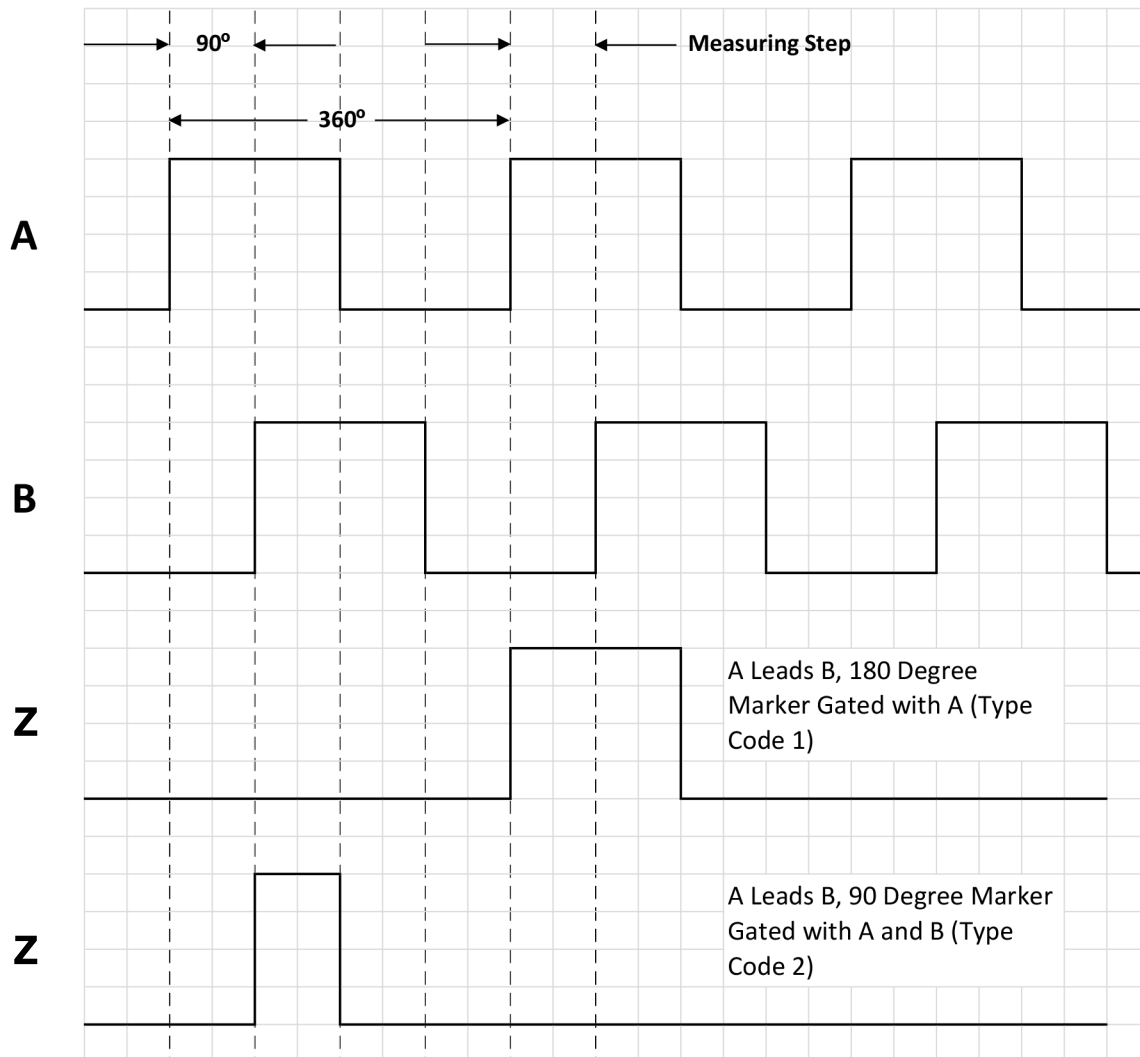 90º
Measuring Step
360º
A
B
Z
A Leads B, 180 Degree
Marker Gated with A (Type
Code 1)
Z
A Leads B, 90 Degree Marker
Gated with A and B (Type
Code 2)